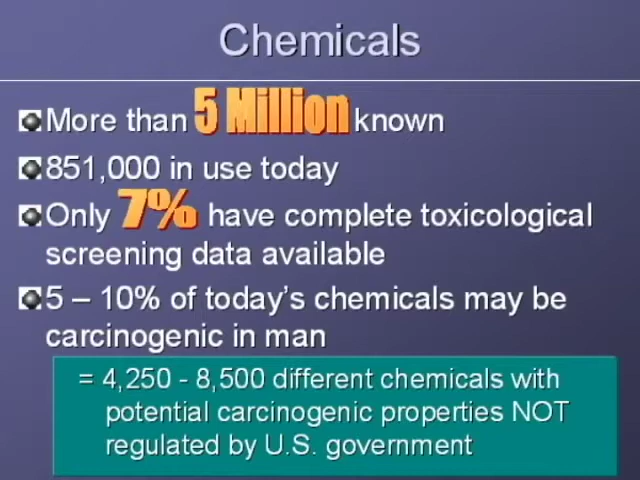 Chemicals
More than 5 Million known
851,000 in use today
Only 7% have complete toxicological
screening data available
5 – 10% of today's chemicals may be
carcinogenic in man
= 4,250 - 8,500 different chemicals with
potential carcinogenic properties NOT
regulated by U.S. government